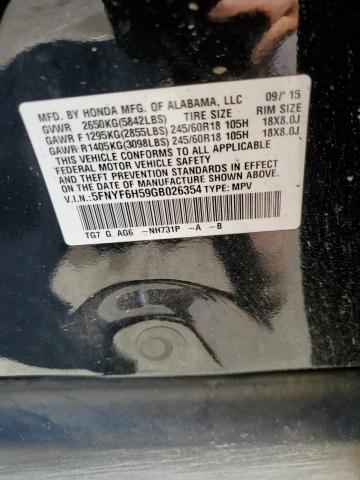 MFD. BY HONDA MFG. OF ALABAMA, LLC 09/'15
GVWR 2650KG(5842LBS) TIRE SIZE RIM SIZE
GAWR F 1295KG(2855LBS) 245/60R18 105H 18X8.0J
GAWR R 1405KG(3098LBS) 245/60R18 105H 18X8.0J
THIS VEHICLE CONFORMS TO ALL APPLICABLE
FEDERAL MOTOR VEHICLE SAFETY
STANDARDS IN EFFECT ON THE DATE OF MANUFACTURE SHOWN ABOVE.
V.I.N.: 5FNYF6H59GB026354 TYPE: MPV
TG7 G AG6 -NH731P -A -B